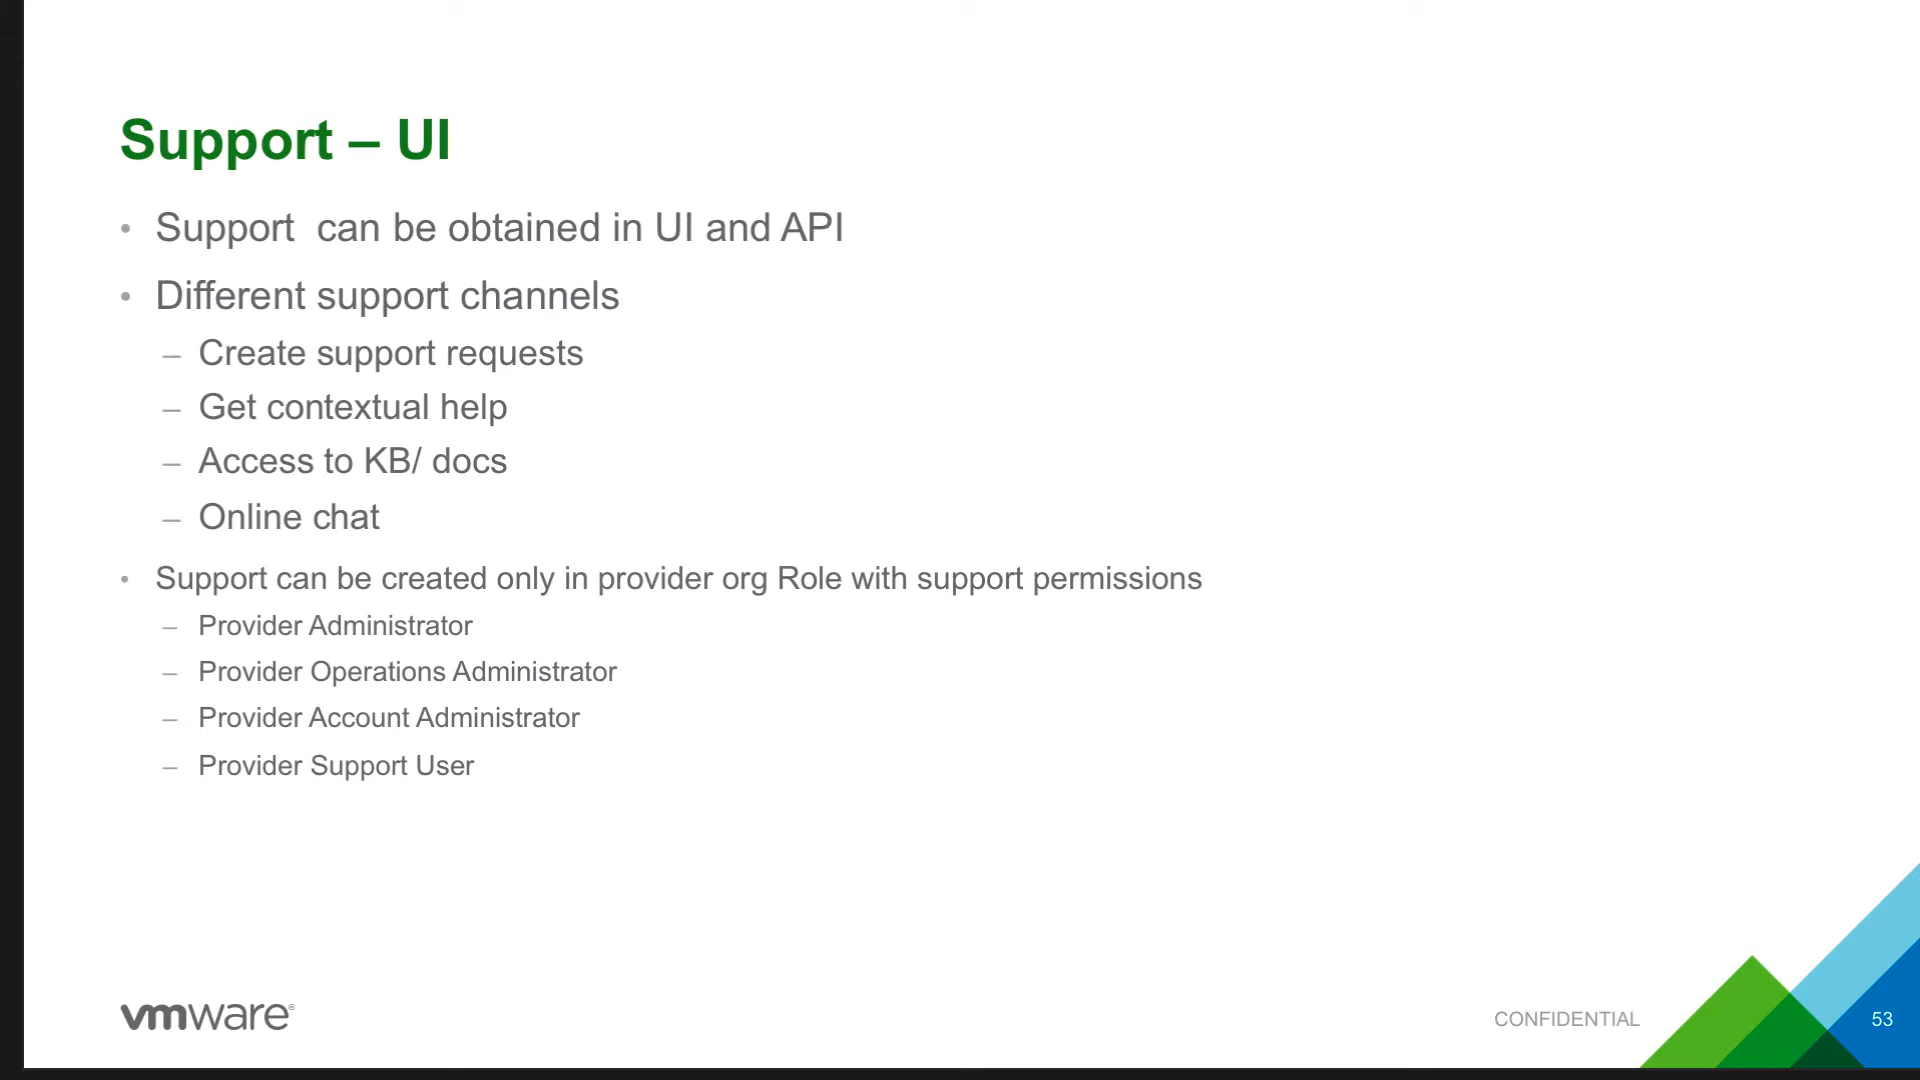 Support – UI
• Support  can be obtained in UI and API
• Different support channels
– Create support requests
– Get contextual help
– Access to KB/ docs
– Online chat
• Support can be created only in provider org Role with support permissions
– Provider Administrator
– Provider Operations Administrator
– Provider Account Administrator
– Provider Support User
vmware®
CONFIDENTIAL
53